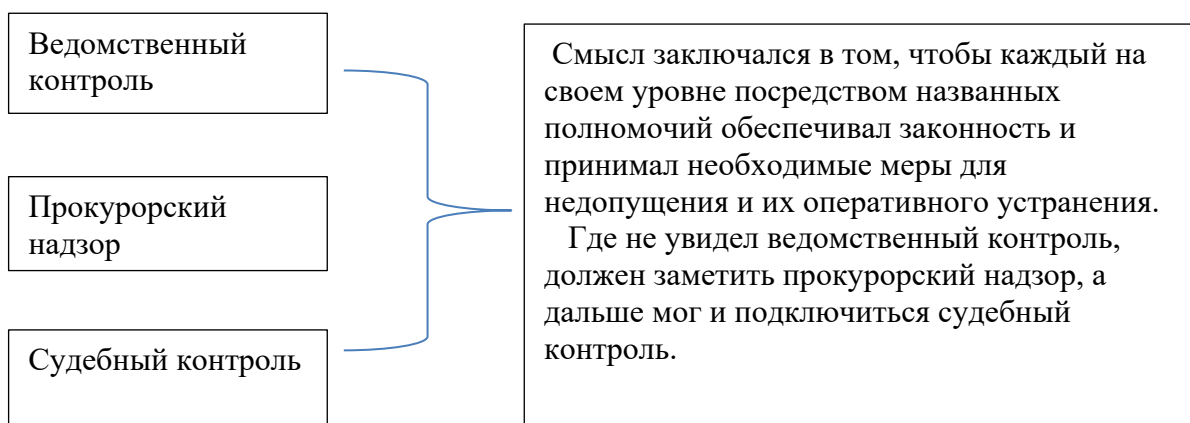 Ведомственный
контроль
Прокурорский
надзор
Судебный контроль
Смысл заключался в том, чтобы каждый на
своем уровне посредством названных
полномочий обеспечивал законность и
принимал необходимые меры для
недопущения и их оперативного устранения.
Где не увидел ведомственный контроль,
должен заметить прокурорский надзор, а
дальше мог и подключиться судебный
контроль.